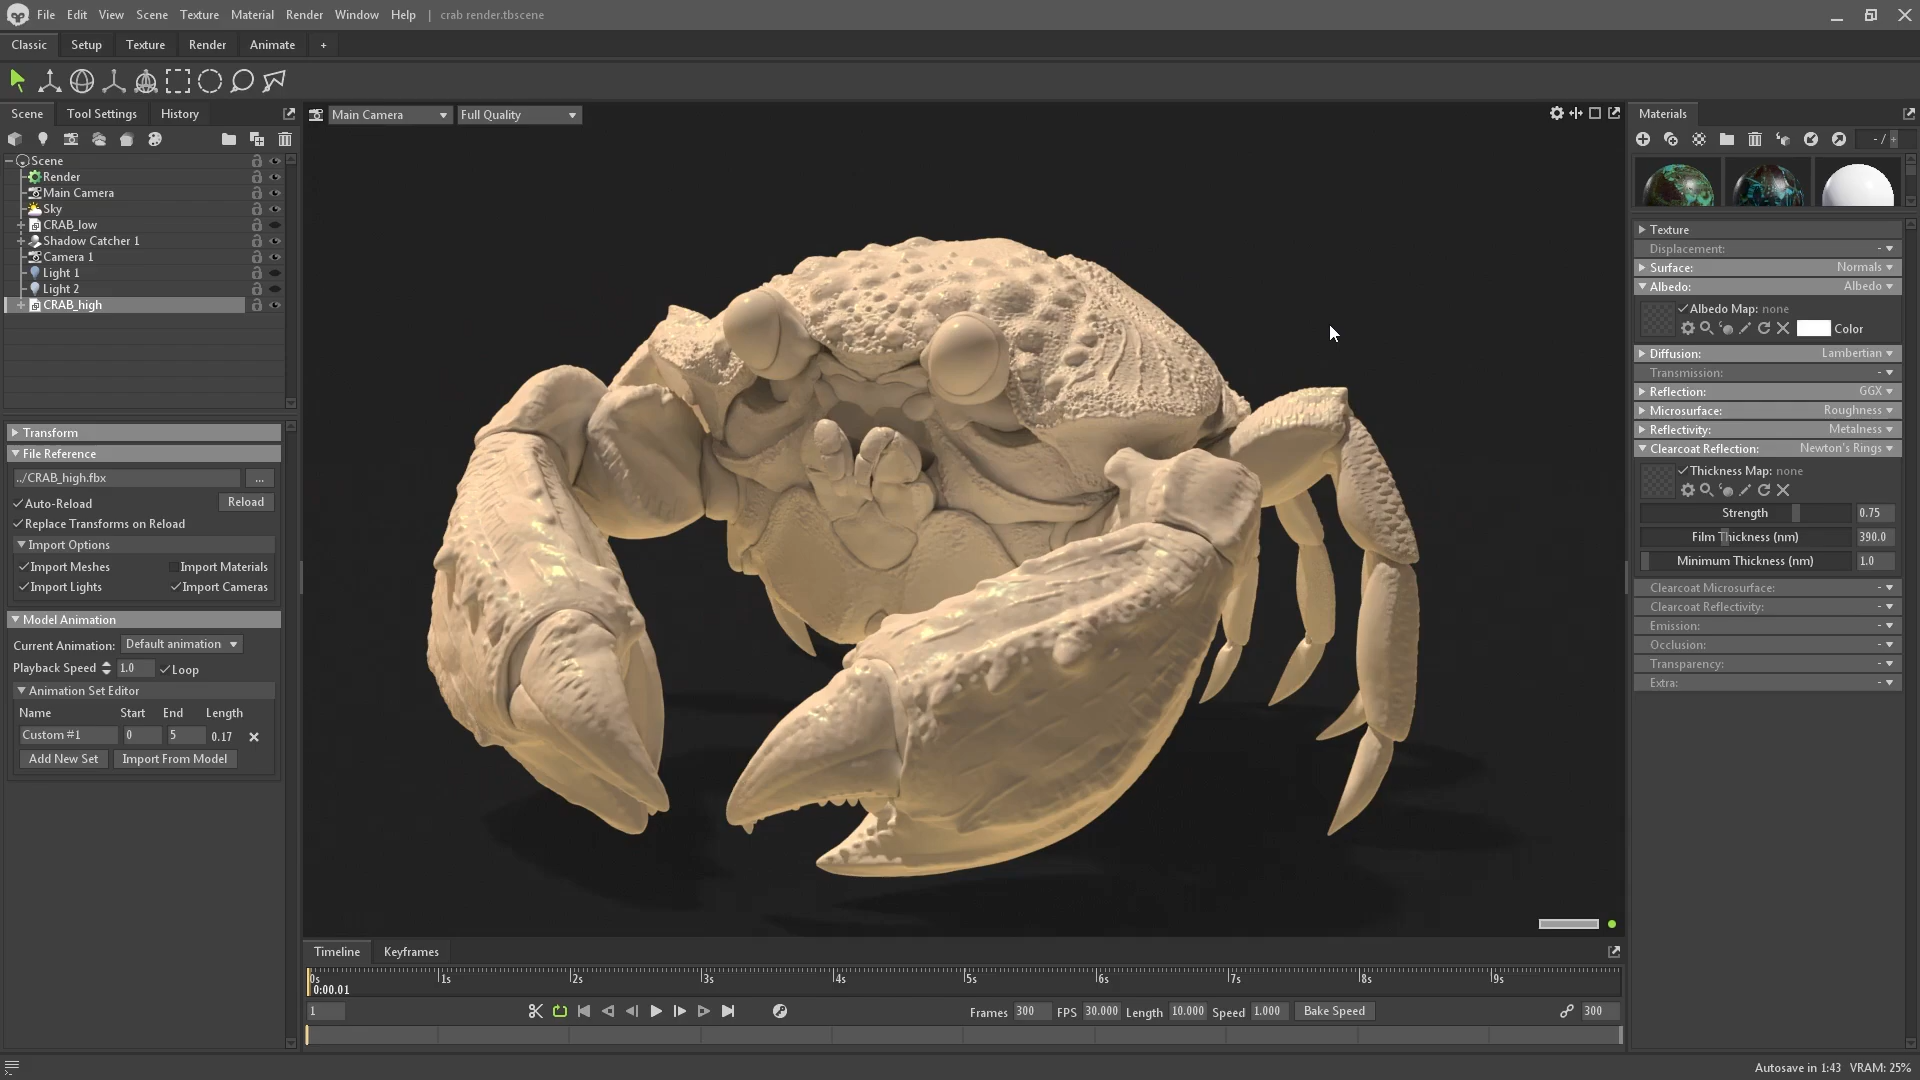 File Edit View Scene Texture Material Render Window Help | crab render.tbscene
Classic Setup Texture Render Animate +
Scene Tool Settings History
Main Camera Full Quality
Materials
- / +
Scene
Render
Main Camera
Sky
CRAB_low
Shadow Catcher 1
Camera 1
Light 1
Light 2
CRAB_high
Transform
File Reference
../CRAB_high.fbx ...
Auto-Reload Reload
Replace Transforms on Reload
Import Options
Import Meshes Import Materials
Import Lights Import Cameras
Model Animation
Current Animation: Default animation
Playback Speed 1.0 Loop
Animation Set Editor
Name Start End Length
Custom #1 0 5 0.17
Add New Set Import From Model
Texture
Displacement: -
Surface: Normals
Albedo: Albedo
Albedo Map: none
Color
Diffusion: Lambertian
Transmission: -
Reflection: GGX
Microsurface: Roughness
Reflectivity: Metalness
Clearcoat Reflection: Newton's Rings
Thickness Map: none
Strength 0.75
Film Thickness (nm) 390.0
Minimum Thickness (nm) 1.0
Clearcoat Microsurface: -
Clearcoat Reflectivity: -
Emission: -
Occlusion: -
Transparency: -
Extra: -
Timeline Keyframes
0s 1s 2s 3s 4s 5s 6s 7s 8s 9s
0:00.01
1 Frames 300 FPS 30.000 Length 10.000 Speed 1.000 Bake Speed 300
Autosave in 1:43 VRAM: 25%